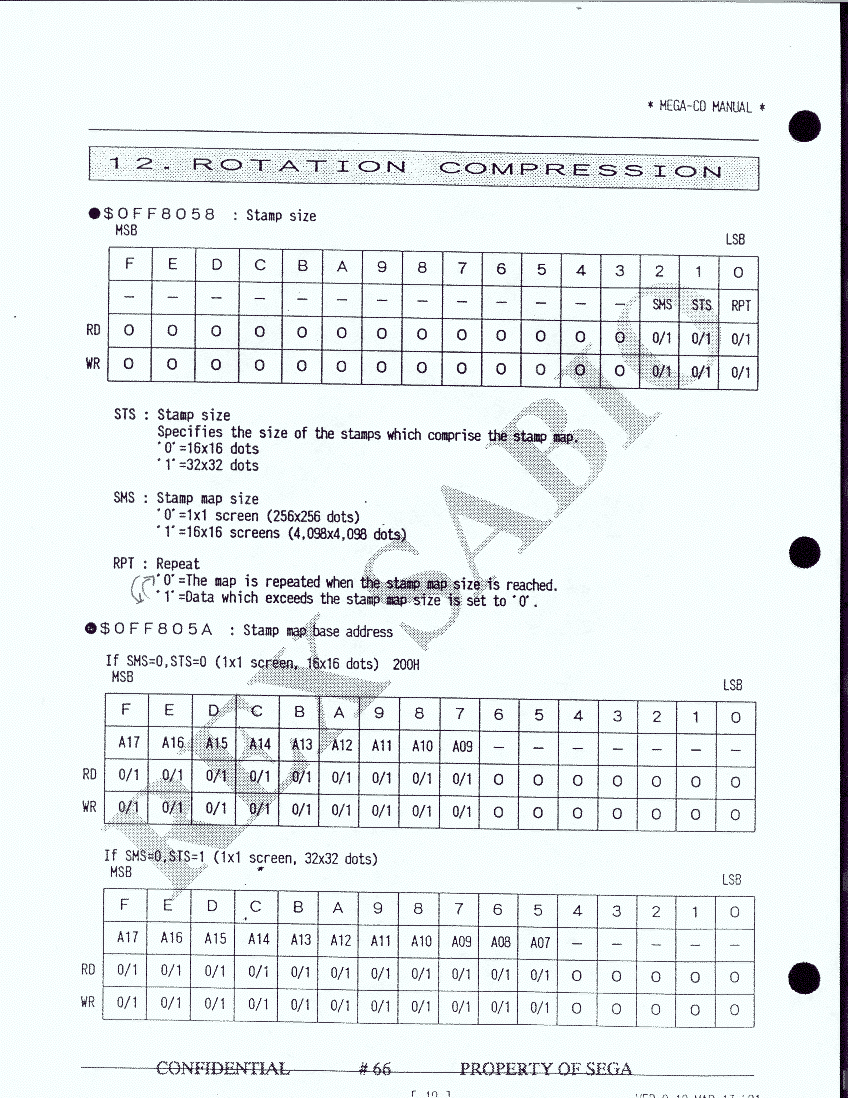 * MEGA-CD MANUAL *
12. ROTATION COMPRESSION
●$0FF8058 : Stamp size
MSB LSB
F E D C B A 9 8 7 6 5 4 3 2 1 0
— — — — — — — — — — — — — SMS STS RPT
RD 0 0 0 0 0 0 0 0 0 0 0 0 0 0/1 0/1 0/1
WR 0 0 0 0 0 0 0 0 0 0 0 0 0 0/1 0/1 0/1
STS : Stamp size
Specifies the size of the stamps which comprise the stamp map.
'0'=16x16 dots
'1'=32x32 dots
SMS : Stamp map size
'0'=1x1 screen (256x256 dots)
'1'=16x16 screens (4,098x4,098 dots)
RPT : Repeat
'0'=The map is repeated when the stamp map size is reached.
'1'=Data which exceeds the stamp map size is set to '0'.
●$0FF805A : Stamp map base address
If SMS=0,STS=0 (1x1 screen, 16x16 dots) 200H
MSB LSB
F E D C B A 9 8 7 6 5 4 3 2 1 0
A17 A16 A15 A14 A13 A12 A11 A10 A09 — — — — — — —
RD 0/1 0/1 0/1 0/1 0/1 0/1 0/1 0/1 0/1 0 0 0 0 0 0 0
WR 0/1 0/1 0/1 0/1 0/1 0/1 0/1 0/1 0/1 0 0 0 0 0 0 0
If SMS=0,STS=1 (1x1 screen, 32x32 dots)
MSB LSB
F E D C B A 9 8 7 6 5 4 3 2 1 0
A17 A16 A15 A14 A13 A12 A11 A10 A09 A08 A07 — — — — —
RD 0/1 0/1 0/1 0/1 0/1 0/1 0/1 0/1 0/1 0/1 0/1 0 0 0 0 0
WR 0/1 0/1 0/1 0/1 0/1 0/1 0/1 0/1 0/1 0/1 0/1 0 0 0 0 0
CONFIDENTIAL #66 PROPERTY OF SEGA
REX SABIO